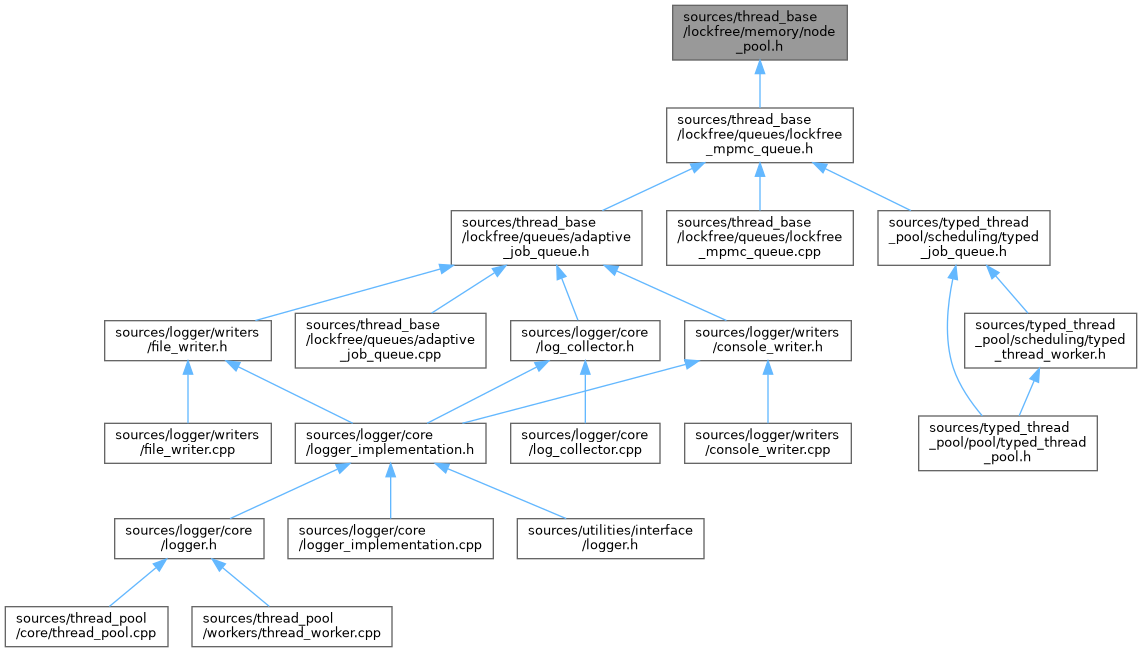 sources/thread_base
/lockfree/memory/node
_pool.h
sources/thread_base
/lockfree/queues/lockfree
_mpmc_queue.h
sources/thread_base
/lockfree/queues/adaptive
_job_queue.h
sources/thread_base
/lockfree/queues/lockfree
_mpmc_queue.cpp
sources/typed_thread
_pool/scheduling/typed
_job_queue.h
sources/logger/writers
/file_writer.h
sources/thread_base
/lockfree/queues/adaptive
_job_queue.cpp
sources/logger/core
/log_collector.h
sources/logger/writers
/console_writer.h
sources/typed_thread
_pool/scheduling/typed
_thread_worker.h
sources/logger/writers
/file_writer.cpp
sources/logger/core
/logger_implementation.h
sources/logger/core
/log_collector.cpp
sources/logger/writers
/console_writer.cpp
sources/typed_thread
_pool/pool/typed_thread
_pool.h
sources/logger/core
/logger.h
sources/logger/core
/logger_implementation.cpp
sources/utilities/interface
/logger.h
sources/thread_pool
/core/thread_pool.cpp
sources/thread_pool
/workers/thread_worker.cpp